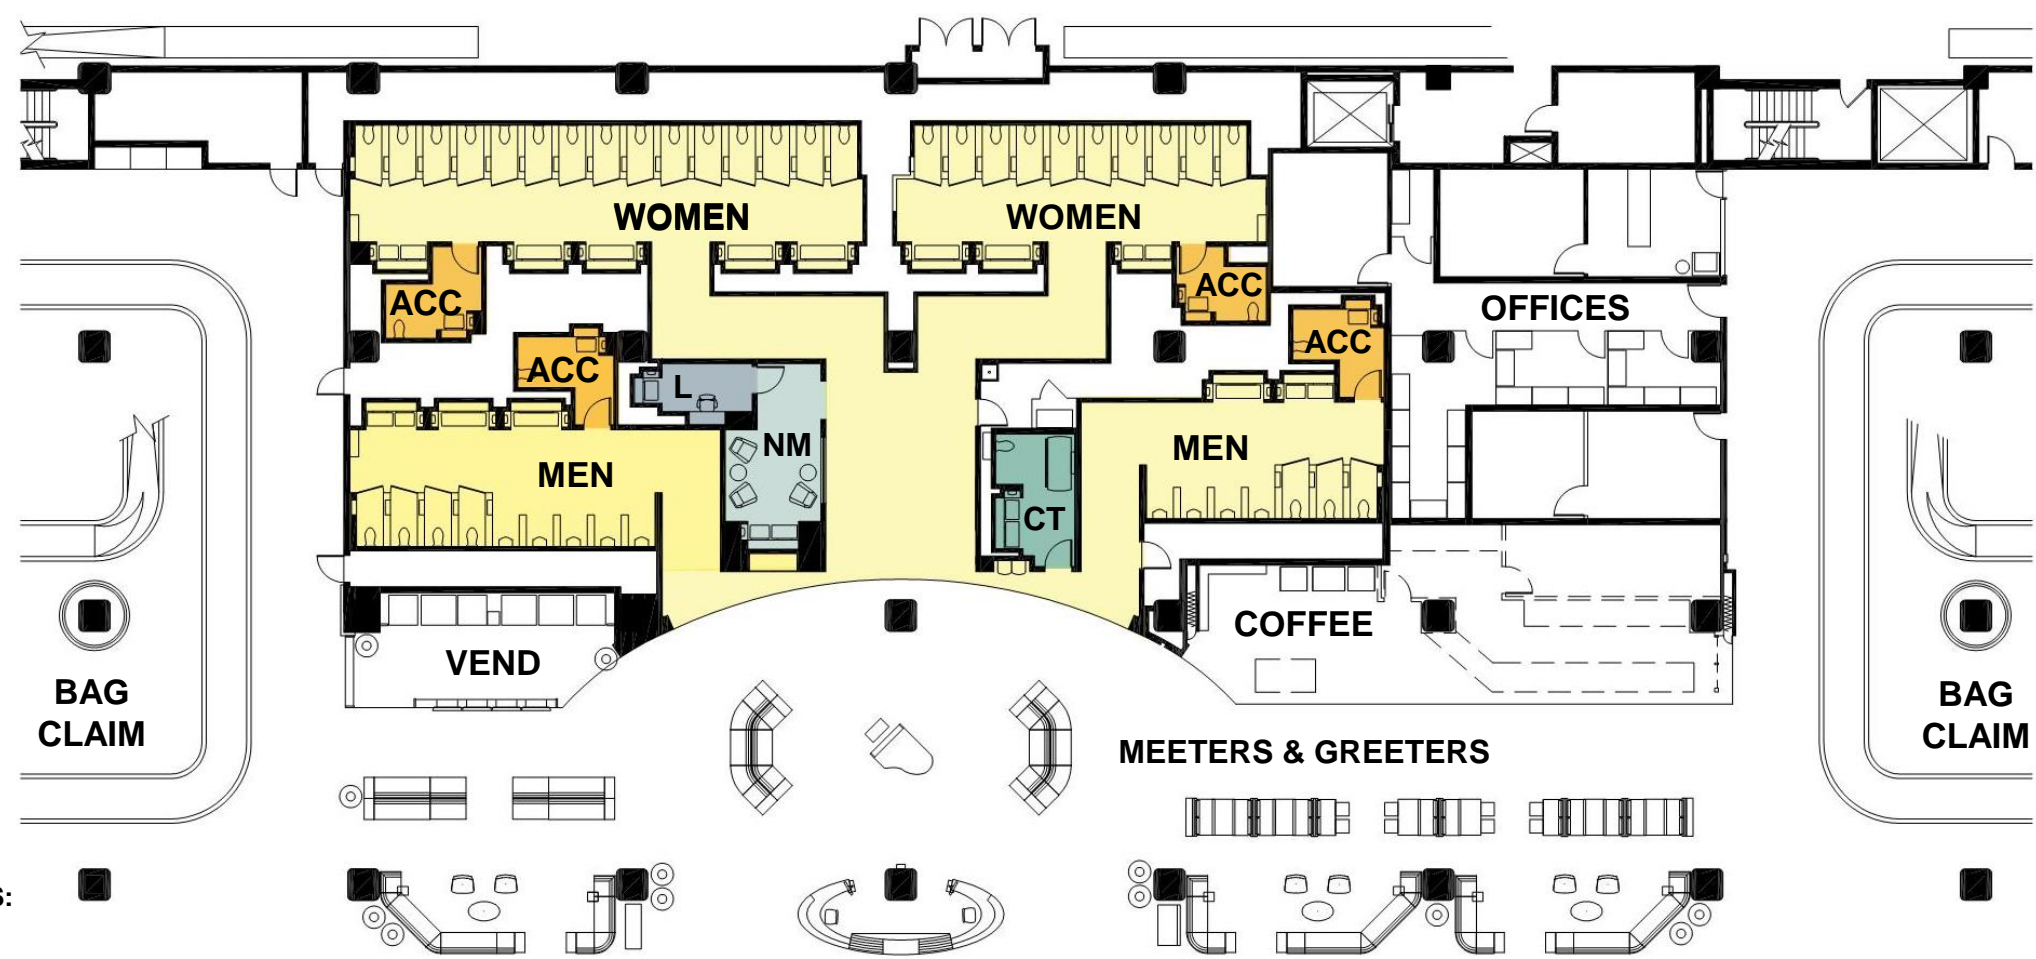 WOMEN
WOMEN
ACC
ACC
OFFICES
ACC
ACC
L
NM
MEN
MEN
CT
COFFEE
VEND
BAG
CLAIM
BAG
CLAIM
MEETERS & GREETERS
S: